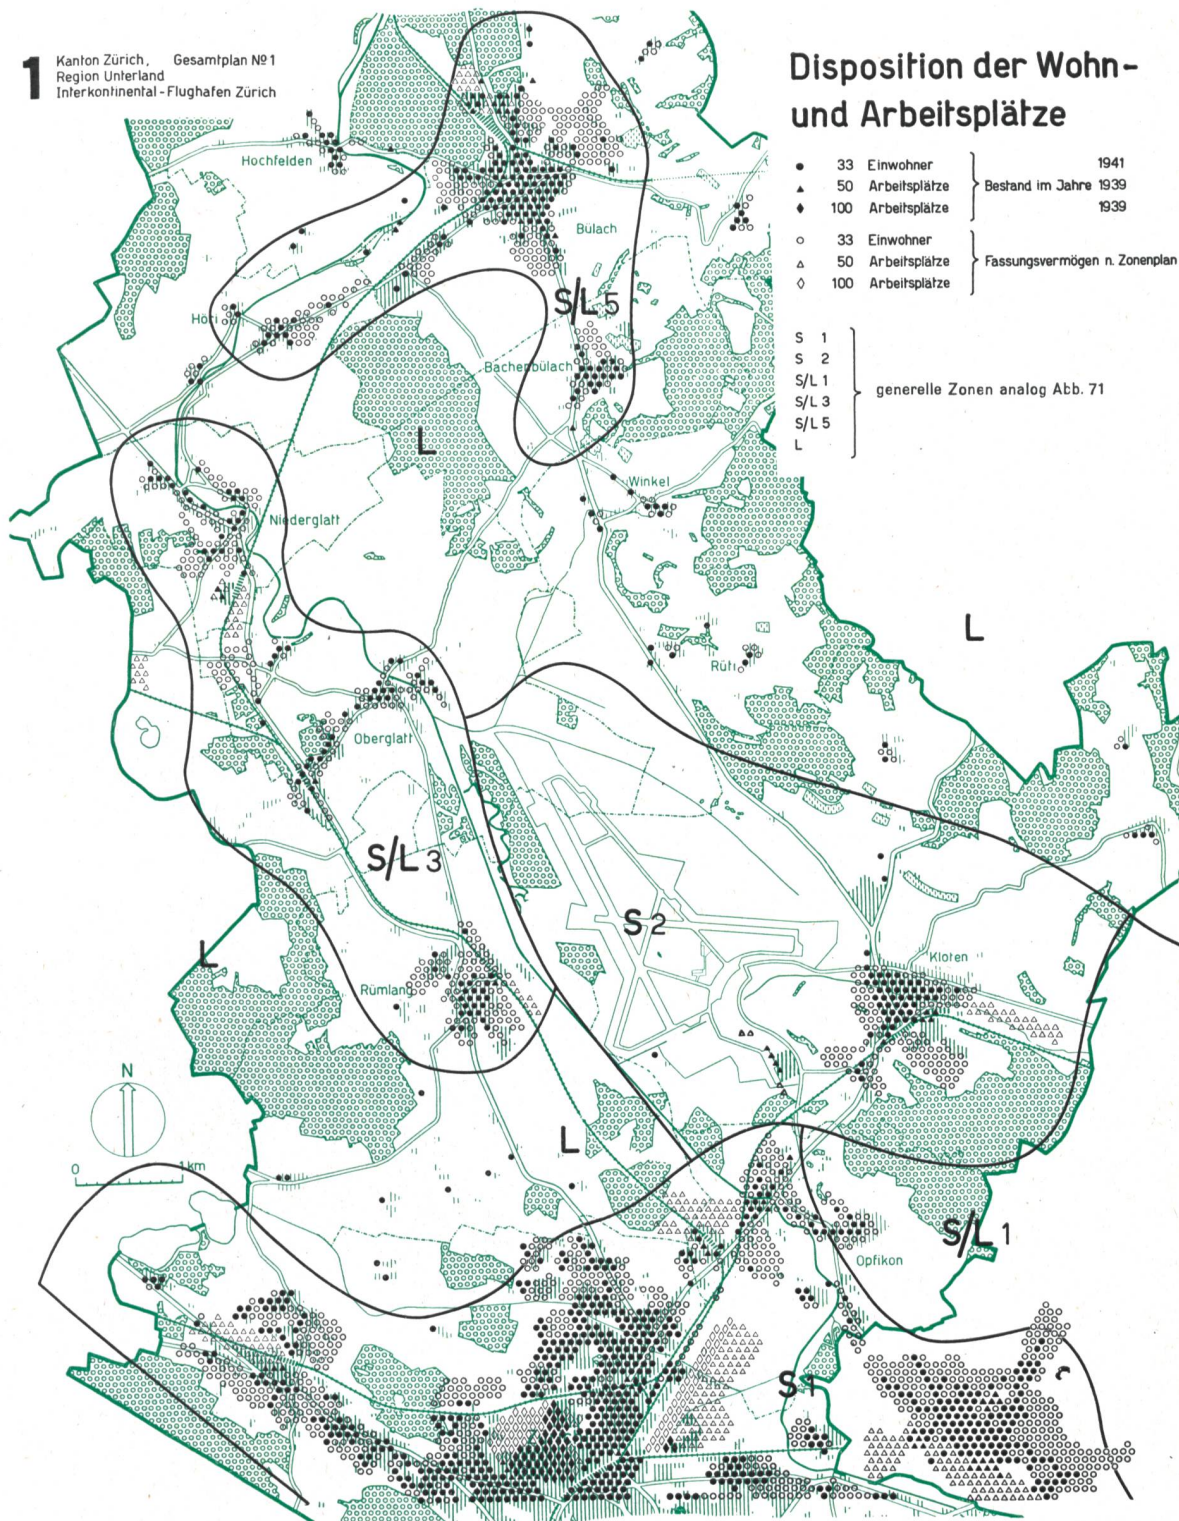 1
Kanton Zürich, Gesamtplan Nº 1
Region Unterland
Interkontinental-Flughafen Zürich
Disposition der Wohn-
und Arbeitsplätze
33 Einwohner 1941
50 Arbeitsplätze Bestand im Jahre 1939
100 Arbeitsplätze 1939
33 Einwohner
50 Arbeitsplätze Fassungsvermögen n. Zonenplan
100 Arbeitsplätze
S 1
S 2
S/L 1
S/L 3
S/L 5
L
generelle Zonen analog Abb. 71
Hochfelden
Bülach
S/L 5
Höri
Bachenbülach
L
Winkel
Niederglatt
L
Rüti
Oberglatt
S/L 3
S 2
L
Kloten
Rümlang
N
0 1 km
L
S/L 1
Opfikon
S 1